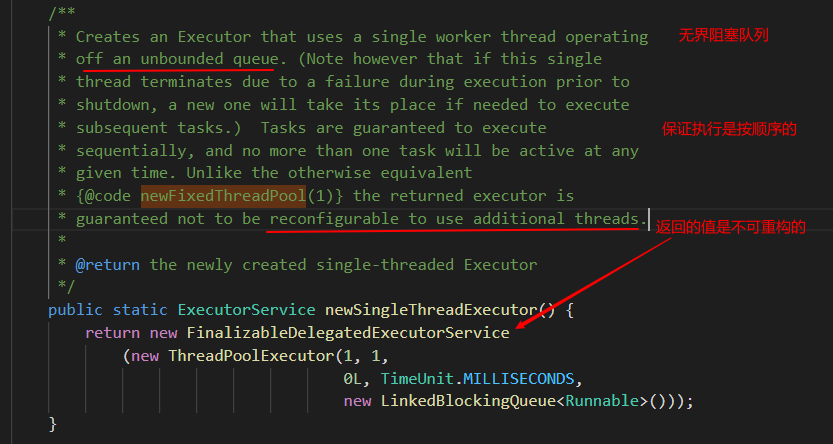 /**
* Creates an Executor that uses a single worker thread operating
无界阻塞队列
* off an unbounded queue. (Note however that if this single
* thread terminates due to a failure during execution prior to
* shutdown, a new one will take its place if needed to execute
* subsequent tasks.)  Tasks are guaranteed to execute
保证执行是按顺序的
* sequentially, and no more than one task will be active at any
* given time. Unlike the otherwise equivalent
* {@code newFixedThreadPool(1)} the returned executor is
* guaranteed not to be reconfigurable to use additional threads.
返回的值是不可重构的
*
* @return the newly created single-threaded Executor
*/
public static ExecutorService newSingleThreadExecutor() {
return new FinalizableDelegatedExecutorService
(new ThreadPoolExecutor(1, 1,
0L, TimeUnit.MILLISECONDS,
new LinkedBlockingQueue<Runnable>()));
}